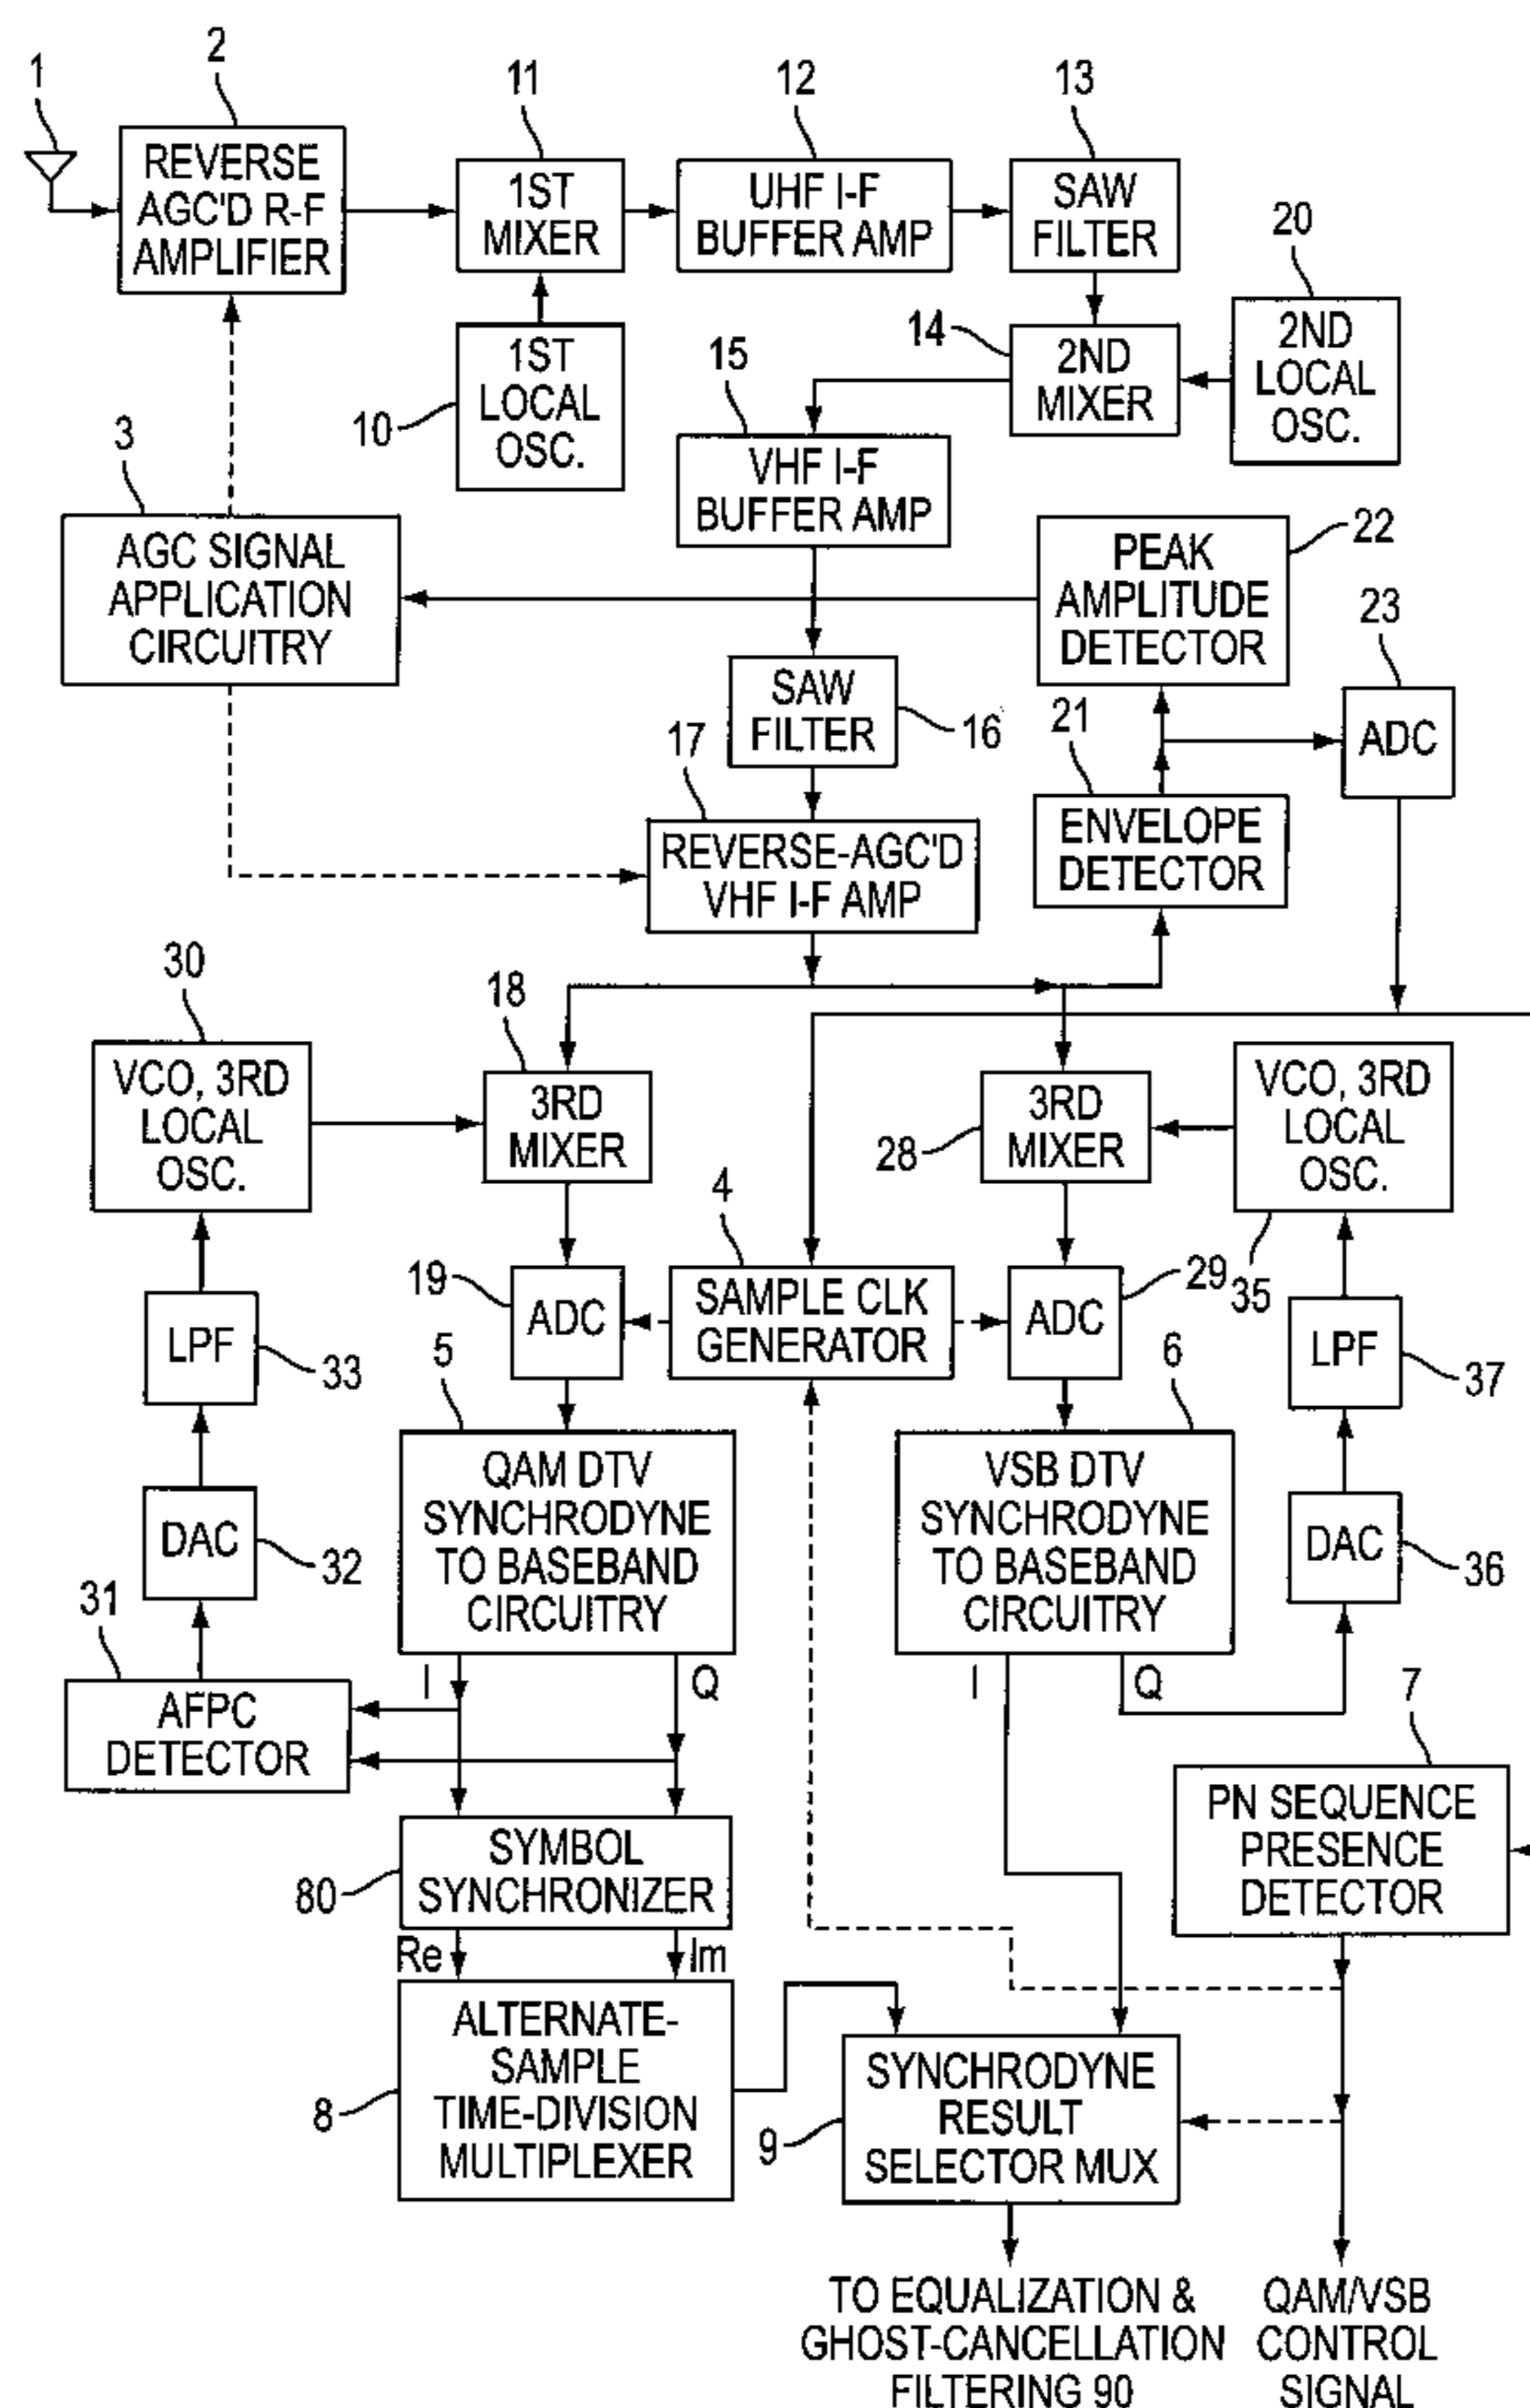 1
2
REVERSE
AGC'D R-F
AMPLIFIER
11
1ST
MIXER
12
UHF I-F
BUFFER AMP
13
SAW
FILTER
20
2ND
LOCAL
OSC.
14
2ND
MIXER
10
1ST
LOCAL
OSC.
15
VHF I-F
BUFFER AMP
3
AGC SIGNAL
APPLICATION
CIRCUITRY
22
PEAK
AMPLITUDE
DETECTOR
23
ADC
16
SAW
FILTER
21
ENVELOPE
DETECTOR
17
REVERSE-AGC'D
VHF I-F AMP
30
VCO, 3RD
LOCAL
OSC.
18
3RD
MIXER
28
3RD
MIXER
VCO, 3RD
LOCAL
OSC.
35
4
SAMPLE CLK
GENERATOR
19
ADC
29
ADC
LPF
33
LPF
37
5
QAM DTV
SYNCHRODYNE
TO BASEBAND
CIRCUITRY
6
VSB DTV
SYNCHRODYNE
TO BASEBAND
CIRCUITRY
DAC
32
DAC
36
31
AFPC
DETECTOR
I
Q
I
Q
7
PN SEQUENCE
PRESENCE
DETECTOR
80
SYMBOL
SYNCHRONIZER
Re
Im
8
ALTERNATE-
SAMPLE
TIME-DIVISION
MULTIPLEXER
9
SYNCHRODYNE
RESULT
SELECTOR MUX
TO EQUALIZATION &
GHOST-CANCELLATION
FILTERING 90
QAM/VSB
CONTROL
SIGNAL